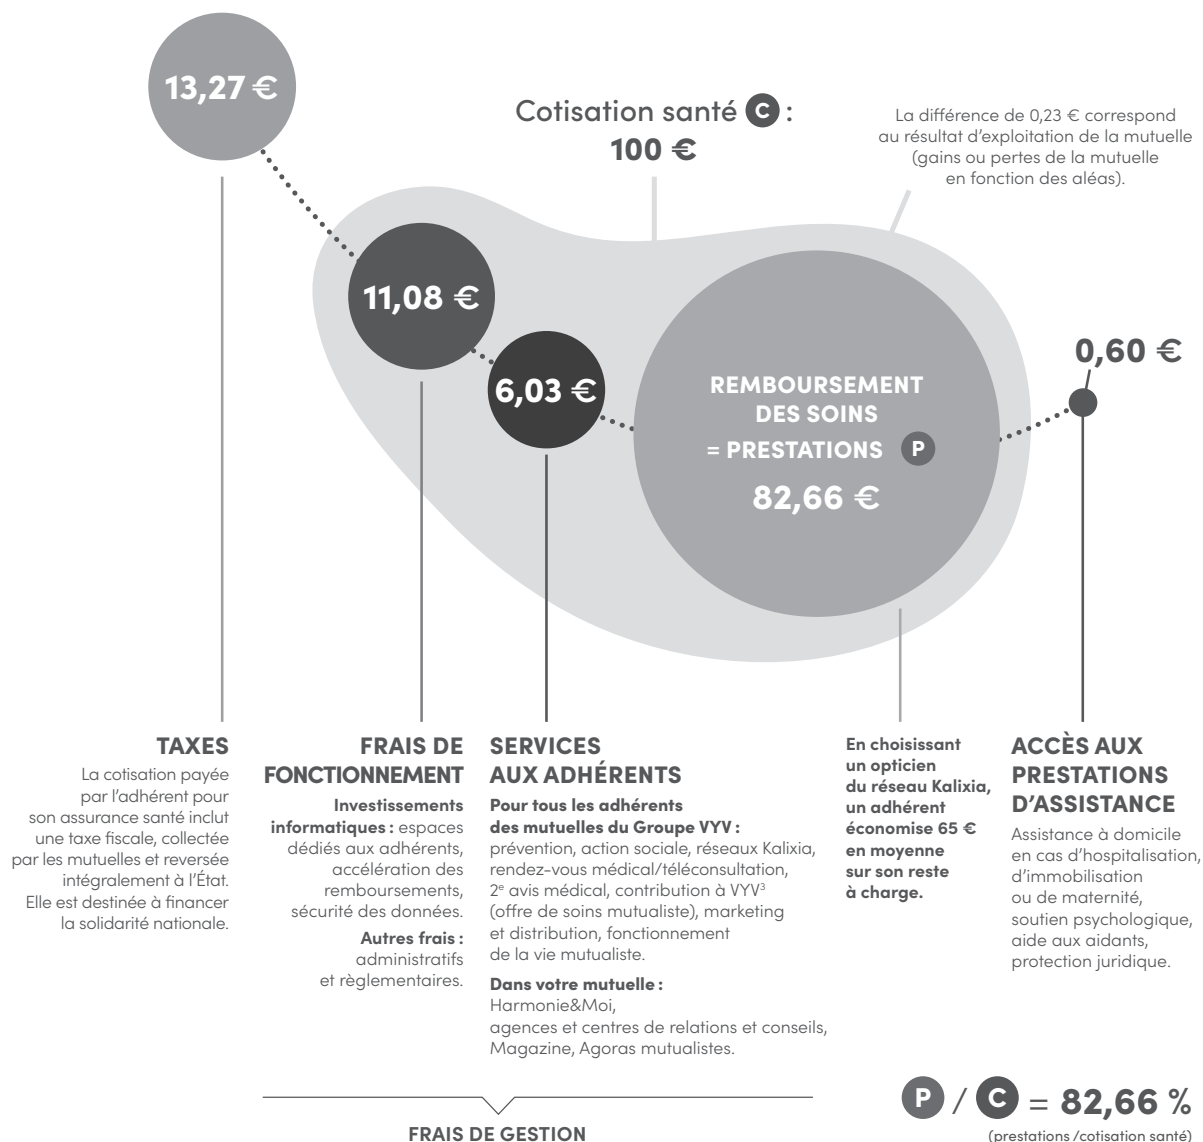 13,27 €
Cotisation santé C :
100 €
La différence de 0,23 € correspond
au résultat d’exploitation de la mutuelle
(gains ou pertes de la mutuelle
en fonction des aléas).
11,08 €
6,03 €
REMBOURSEMENT
DES SOINS
= PRESTATIONS P
82,66 €
0,60 €
TAXES
La cotisation payée
par l’adhérent pour
son assurance santé inclut
une taxe fiscale, collectée
par les mutuelles et reversée
intégralement à l’État.
Elle est destinée à financer
la solidarité nationale.
FRAIS DE
FONCTIONNEMENT
Investissements
informatiques : espaces
dédiés aux adhérents,
accélération des
remboursements,
sécurité des données.
Autres frais :
administratifs
et règlementaires.
SERVICES
AUX ADHÉRENTS
Pour tous les adhérents
des mutuelles du Groupe VYV :
prévention, action sociale, réseaux Kalixia,
rendez-vous médical/téléconsultation,
2e avis médical, contribution à VYV3
(offre de soins mutualiste), marketing
et distribution, fonctionnement
de la vie mutualiste.
Dans votre mutuelle :
Harmonie&Moi,
agences et centres de relations et conseils,
Magazine, Agoras mutualistes.
En choisissant
un opticien
du réseau Kalixia,
un adhérent
économise 65 €
en moyenne
sur son reste
à charge.
ACCÈS AUX
PRESTATIONS
D’ASSISTANCE
Assistance à domicile
en cas d’hospitalisation,
d’immobilisation
ou de maternité,
soutien psychologique,
aide aux aidants,
protection juridique.
FRAIS DE GESTION
P / C = 82,66 %
(prestations /cotisation santé)